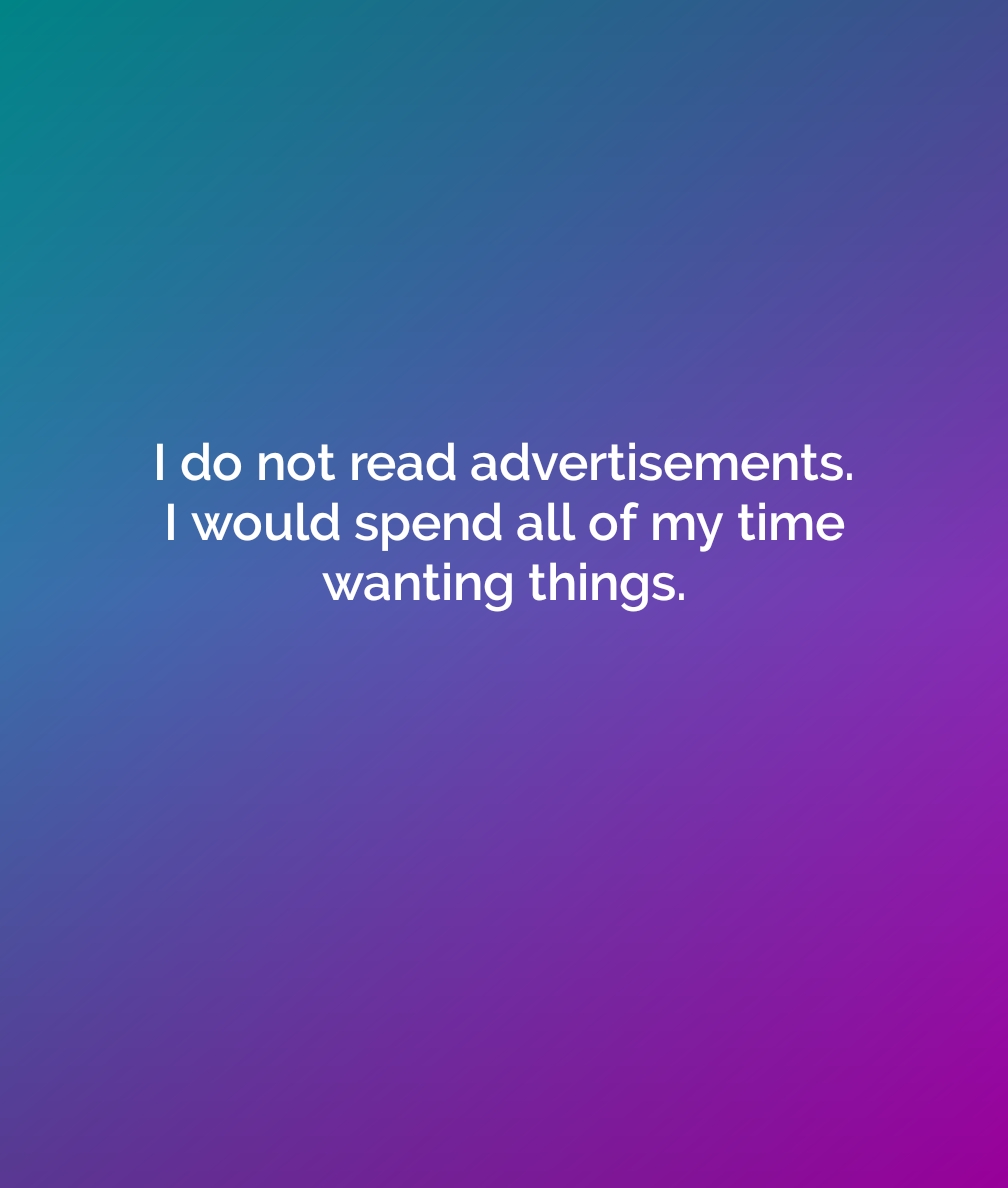 I do not read advertisements.
I would spend all of my time
wanting things.